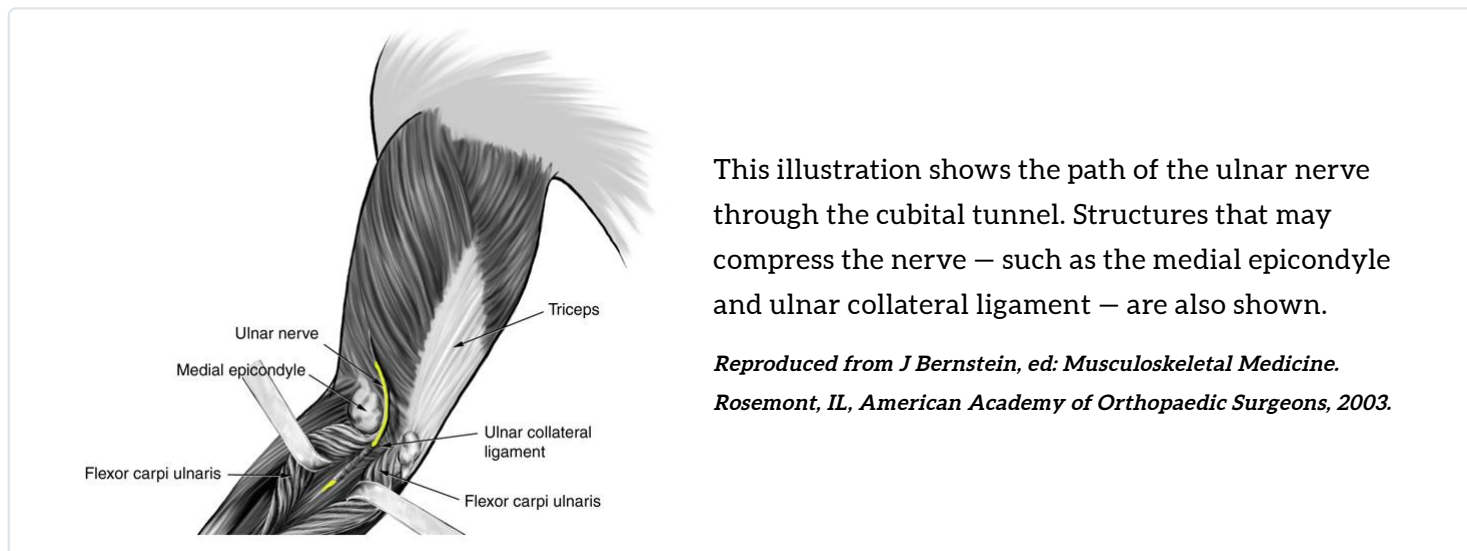 Triceps
Ulnar nerve
Medial epicondyle
Ulnar collateral
ligament
Flexor carpi ulnaris
Flexor carpi ulnaris
This illustration shows the path of the ulnar nerve
through the cubital tunnel. Structures that may
compress the nerve — such as the medial epicondyle
and ulnar collateral ligament — are also shown.
Reproduced from J Bernstein, ed: Musculoskeletal Medicine.
Rosemont, IL, American Academy of Orthopaedic Surgeons, 2003.